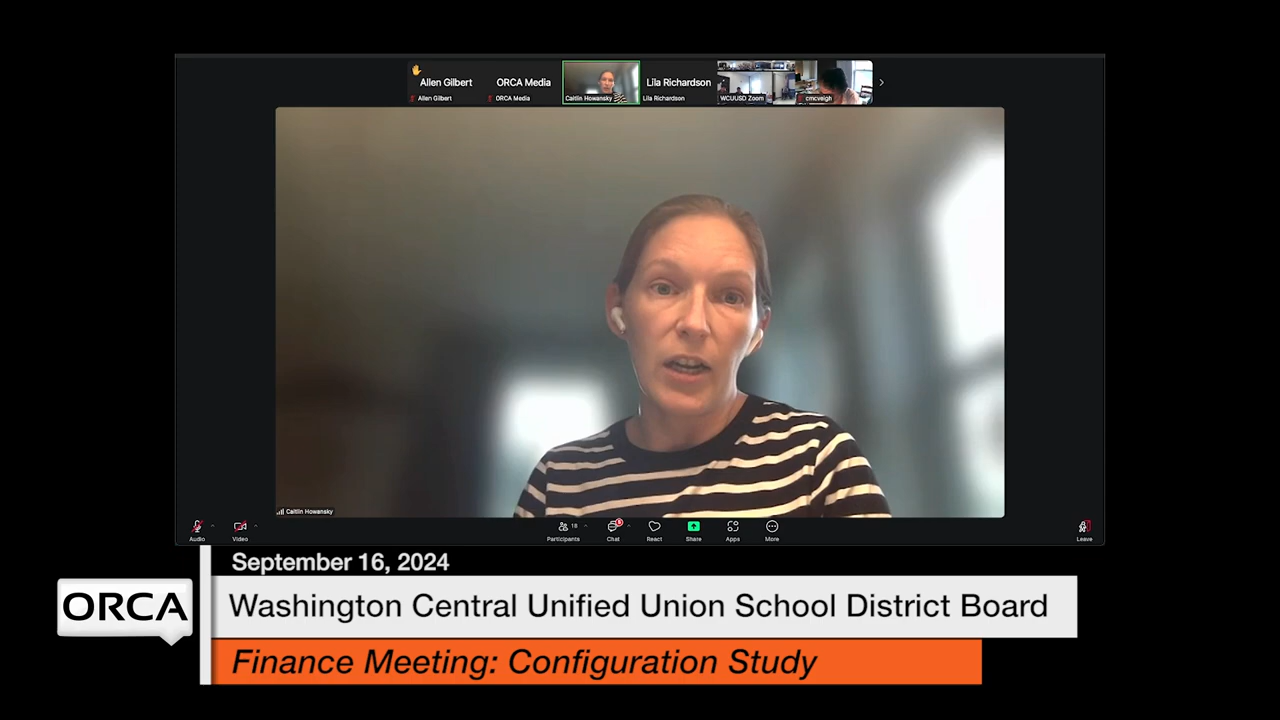 Allen Gilbert
ORCA Media
Lila Richardson
Allen Gilbert
ORCA Media
Caitlin Howansky
Lila Richardson
WCUUSD Zoom
cmcveigh
Caitlin Howansky
Audio
Video
Participants
18
Chat
React
Share
Apps
More
Leave
September 16, 2024
ORCA
Washington Central Unified Union School District Board
Finance Meeting: Configuration Study